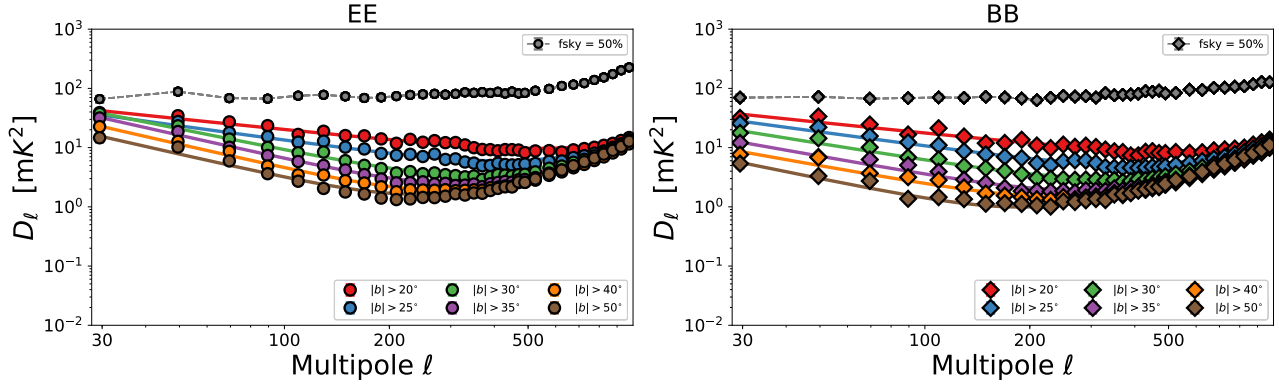 EE
10³
10²
10¹
10⁰
10⁻¹
10⁻²
D_ℓ [mK²]
fsky = 50%
|b| > 20° |b| > 30° |b| > 40°
|b| > 25° |b| > 35° |b| > 50°
30 100 200 500
Multipole ℓ
BB
10³
10²
10¹
10⁰
10⁻¹
10⁻²
D_ℓ [mK²]
fsky = 50%
|b| > 20° |b| > 30° |b| > 40°
|b| > 25° |b| > 35° |b| > 50°
30 100 200 500
Multipole ℓ